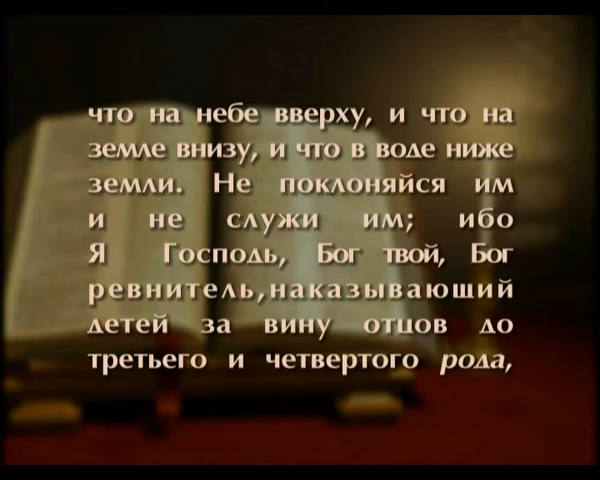 что на небе вверху, и что на
земле внизу, и что в воде ниже
земли. Не поклоняйся им
и не служи им; ибо
Я Господь, Бог твой, Бог
ревнитель,наказывающий
детей за вину отцов до
третьего и четвертого рода,